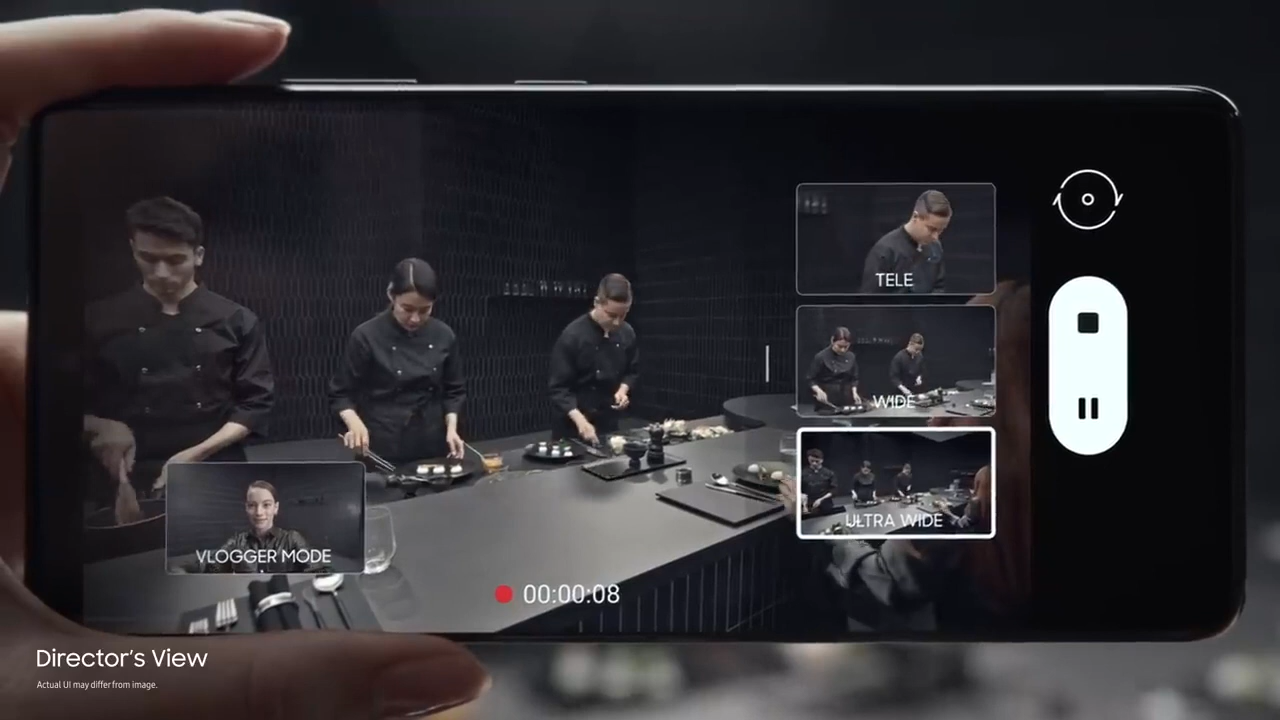 TELE
WIDE
ULTRA WIDE
VLOGGER MODE
00:00:08
Director's View
Actual UI may differ from image.